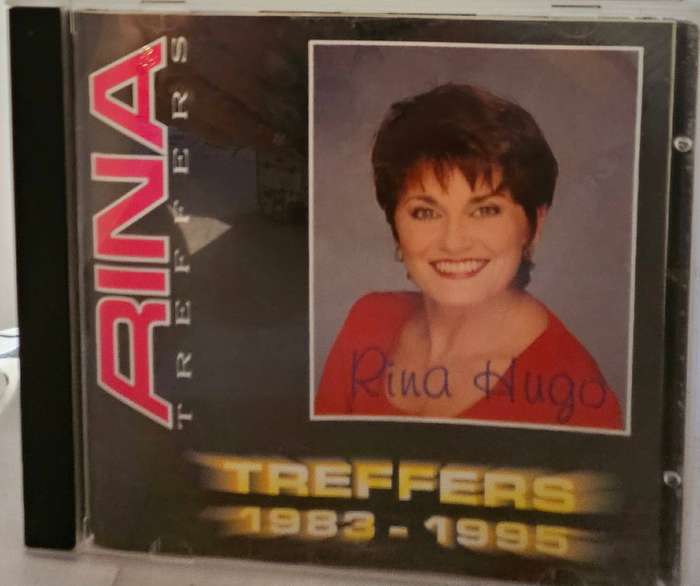 RINA
TREFFERS
Rina Hugo
TREFFERS
1983 - 1995